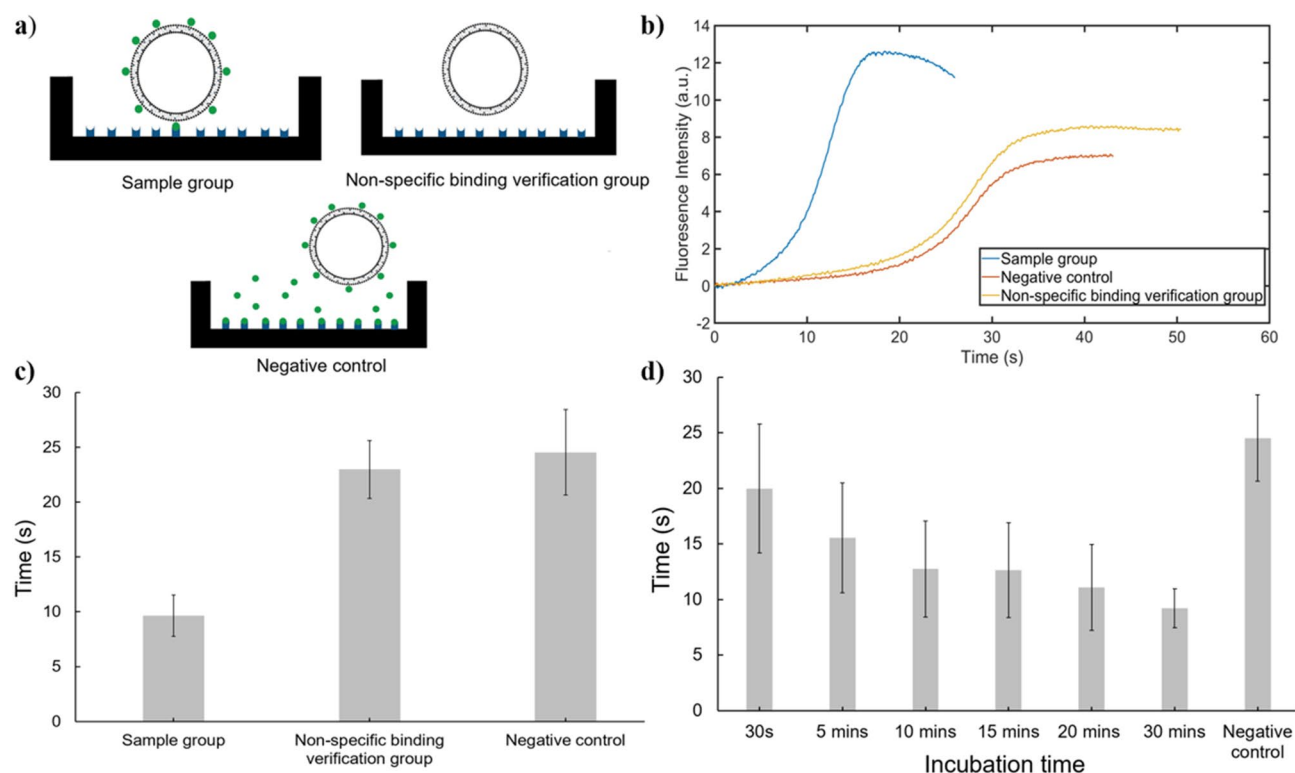 a)
Sample group
Non-specific binding verification group
Negative control
b)
Fluoresence Intensity (a.u.)
14
12
10
8
6
4
2
0
-2
Sample group
Negative control
Non-specific binding verification group
0 10 20 30 40 50 60
Time (s)
c)
Time (s)
30
25
20
15
10
5
0
Sample group
Non-specific binding
verification group
Negative control
d)
Time (s)
30
25
20
15
10
5
0
30s 5 mins 10 mins 15 mins 20 mins 30 mins Negative
control
Incubation time